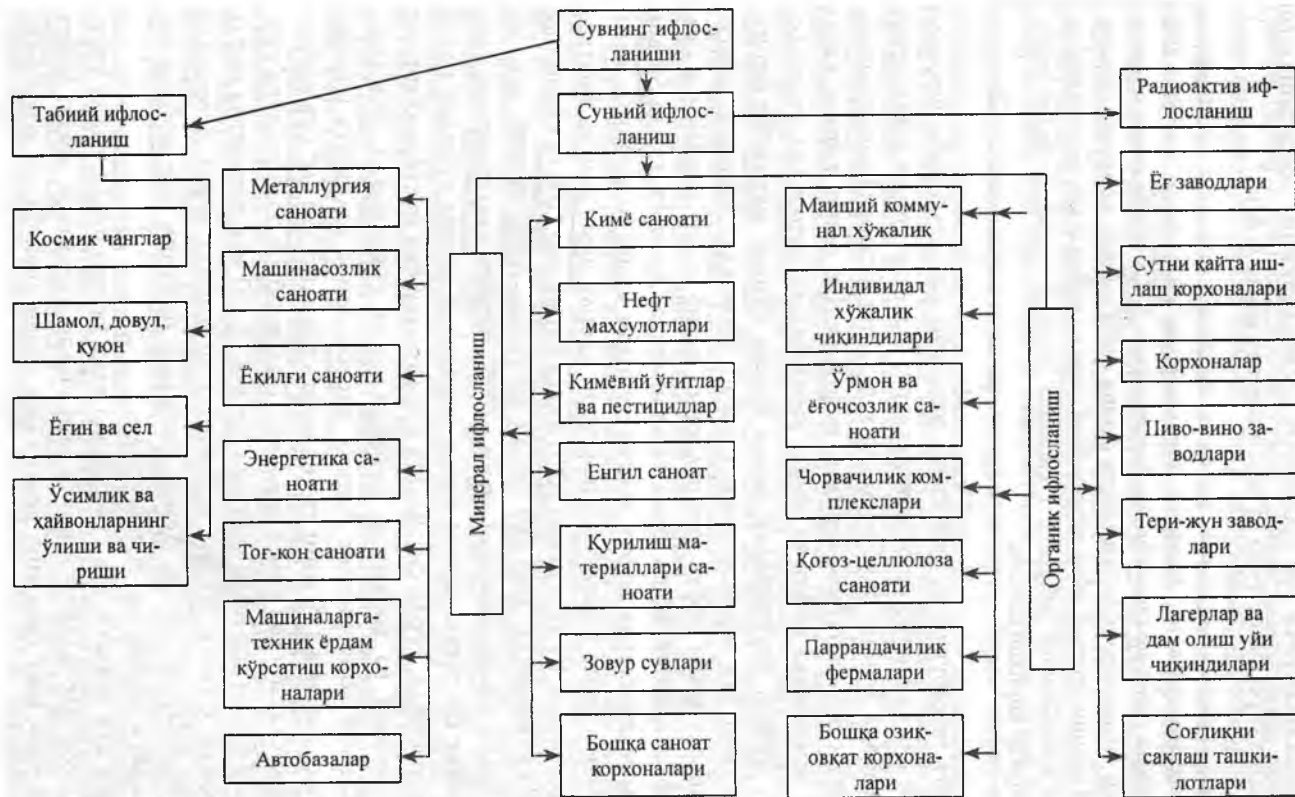 Сувнинг ифлос-
ланиши
Табиий ифлос-
ланиш
Суньий ифлос-
ланиш
Радиоактив иф-
лосланиш
Космик чанглар
Шамол, довул,
қуюн
Ёғин ва сел
Ўсимлик ва
ҳайвонларнинг
ўлиши ва чи-
риши
Металлургия
саноати
Машинасозлик
саноати
Ёқилғи саноати
Энергетика са-
ноати
Тоғ-кон саноати
Машиналарга-
техник ёрдам
кўрсатиш корхо-
налари
Автобазалар
Минерал ифлосланиш
Кимё саноати
Нефт
маҳсулотлари
Кимёвий ўғитлар
ва пестицидлар
Енгил саноат
Қурилиш ма-
териаллари са-
ноати
Зовур сувлари
Бошқа саноат
корхоналари
Маиший комму-
нал хўжалик
Индивидал
хўжалик
чиқиндилари
Ўрмон ва
ёғочсозлик са-
ноати
Чорвачилик ком-
плекслари
Қоғоз-целлюлоза
саноати
Паррандачилик
фермалари
Бошқа озиқ-
овқат корхона-
лари
Органик ифлосланиш
Ёғ заводлари
Сутни қайта иш-
лаш корхоналари
Корхоналар
Пиво-вино за-
водлари
Тери-жун завод-
лари
Лагерлар ва
дам олиш уйи
чиқиндилари
Соғлиқни
сақлаш ташки-
лотлари